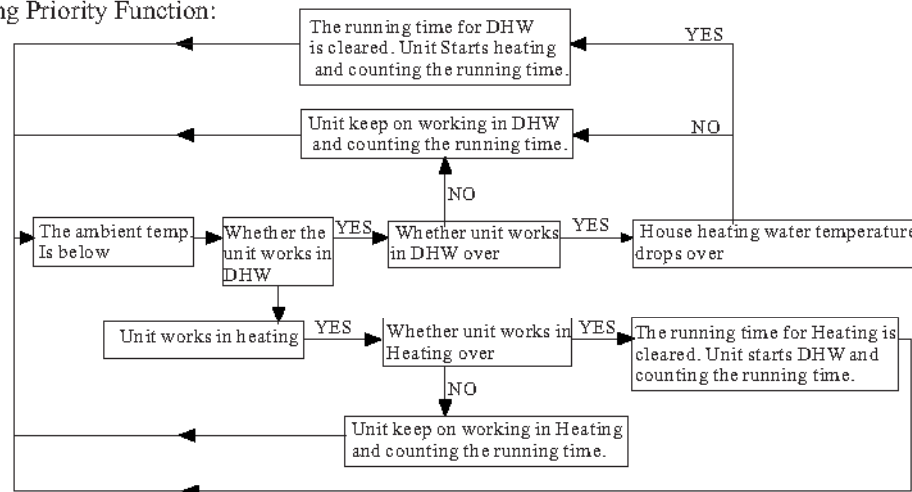 ng Priority Function:
The running time for DHW
is cleared. Unit Starts heating
and counting the running time.
YES
Unit keep on working in DHW
and counting the running time.
NO
NO
The ambient temp.
Is below
Whether the
unit works in
DHW
YES
Whether unit works
in DHW over
YES
House heating water temperature
drops over
Unit works in heating
YES
Whether unit works in
Heating over
YES
The running time for Heating is
cleared. Unit starts DHW and
counting the running time.
NO
Unit keep on working in Heating
and counting the running time.